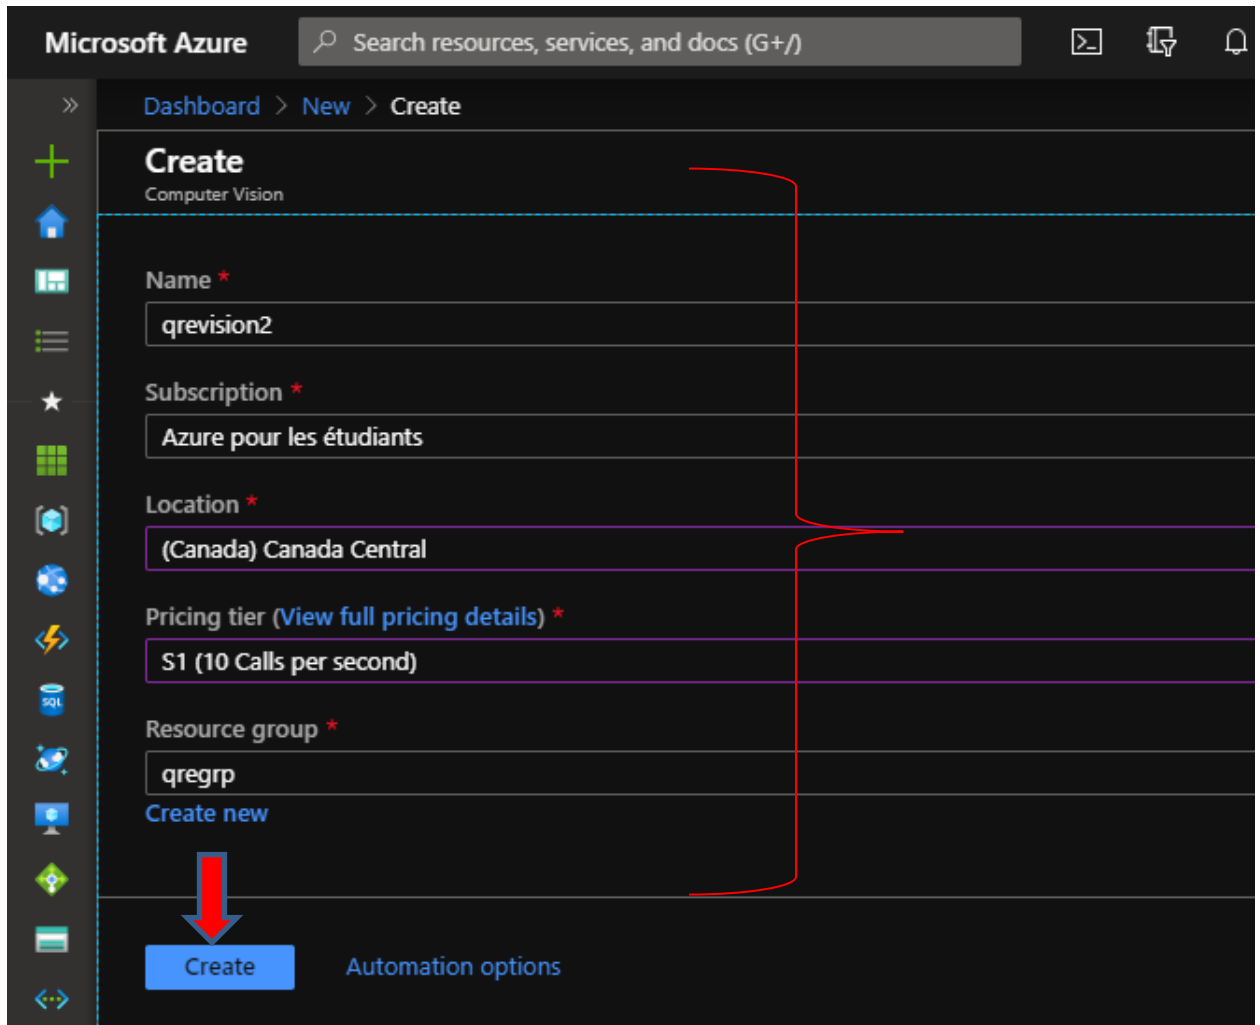 Microsoft Azure
Search resources, services, and docs (G+/)
Dashboard > New > Create
Create
Computer Vision
Name *
qrevision2
Subscription *
Azure pour les étudiants
Location *
(Canada) Canada Central
Pricing tier (View full pricing details) *
S1 (10 Calls per second)
Resource group *
qregrp
Create new
Create
Automation options
SQL